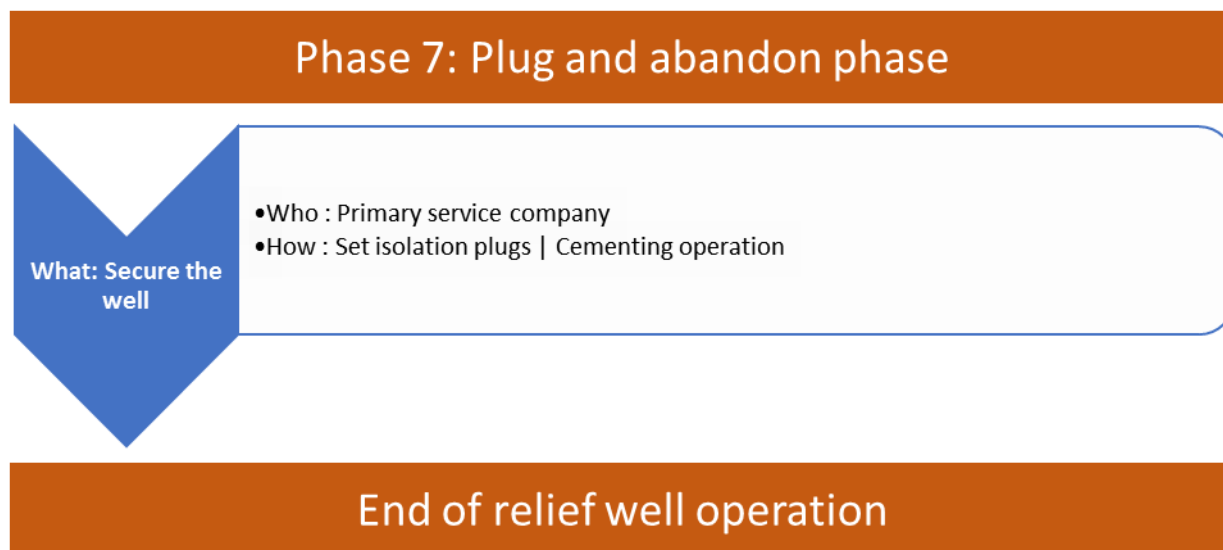 Phase 7: Plug and abandon phase
What: Secure the
well
•Who : Primary service company
•How : Set isolation plugs | Cementing operation
End of relief well operation